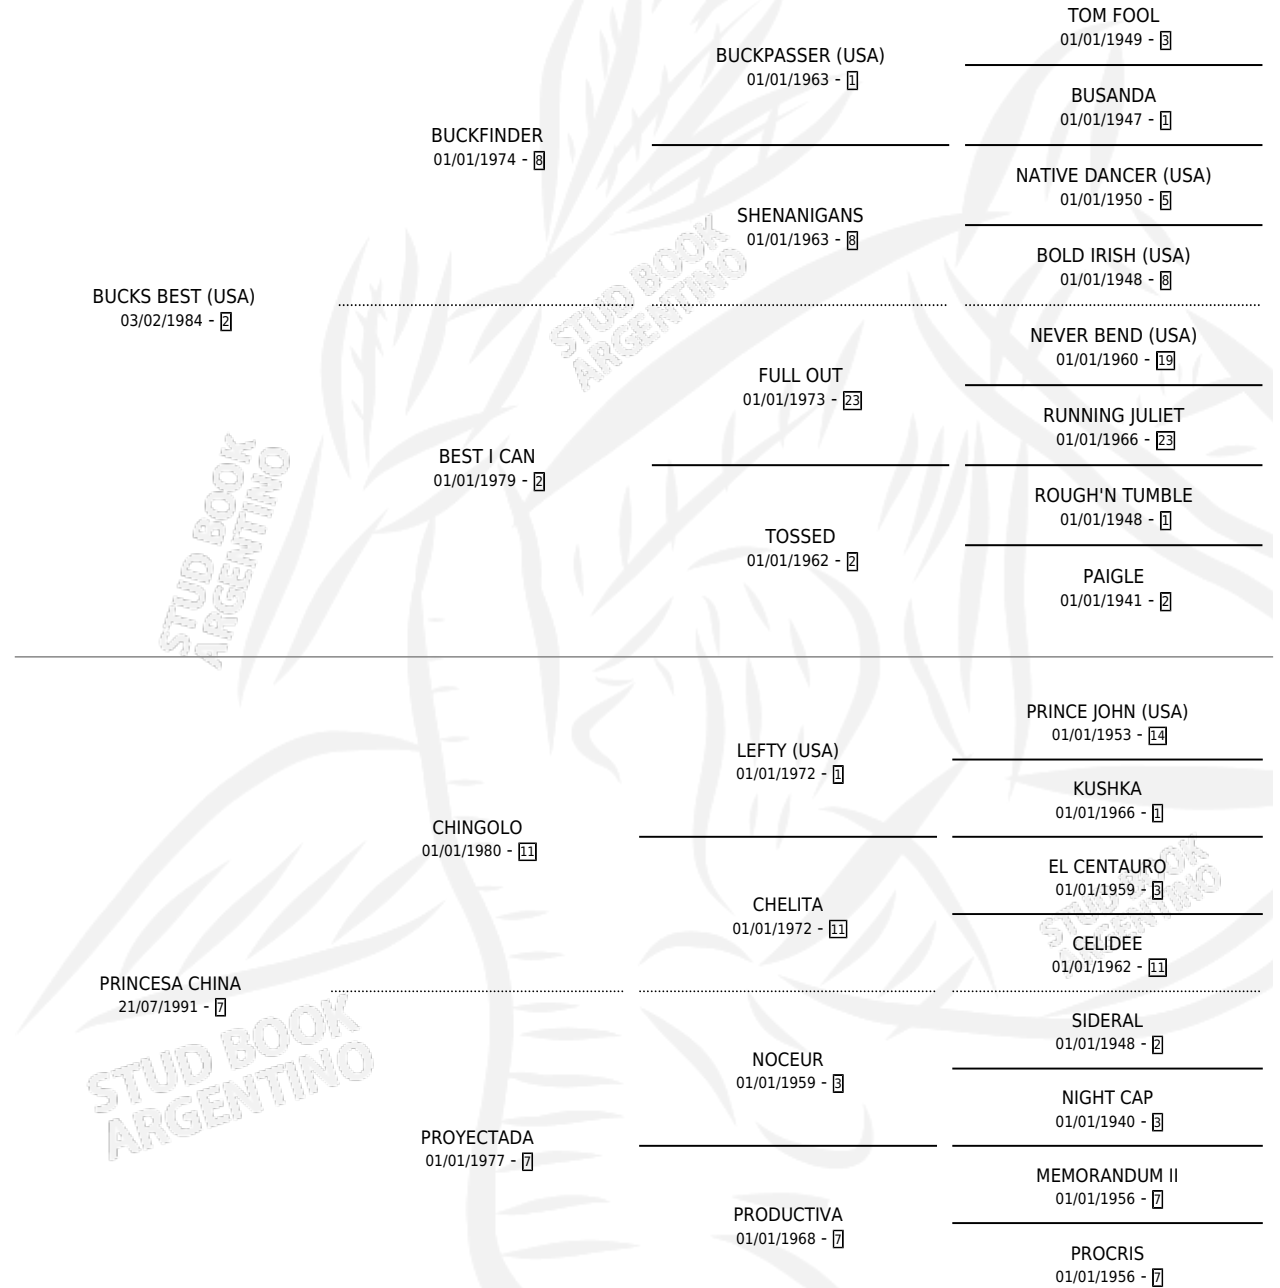 TOM FOOL
01/01/1949 - 3
BUCKPASSER (USA)
01/01/1963 - 1
BUSANDA
01/01/1947 - 1
BUCKFINDER
01/01/1974 - 8
NATIVE DANCER (USA)
01/01/1950 - 5
SHENANIGANS
01/01/1963 - 8
BOLD IRISH (USA)
01/01/1948 - 8
BUCKS BEST (USA)
03/02/1984 - 2
STUD BOOK
ARGENTINO
NEVER BEND (USA)
01/01/1960 - 19
FULL OUT
01/01/1973 - 23
RUNNING JULIET
01/01/1966 - 23
BEST I CAN
01/01/1979 - 2
ROUGH'N TUMBLE
01/01/1948 - 1
TOSSED
01/01/1962 - 2
PAIGLE
01/01/1941 - 2
STUD BOOK
ARGENTINO
PRINCE JOHN (USA)
01/01/1953 - 14
LEFTY (USA)
01/01/1972 - 1
KUSHKA
01/01/1966 - 1
CHINGOLO
01/01/1980 - 11
EL CENTAURO
01/01/1959 - 3
CHELITA
01/01/1972 - 11
CELIDEE
01/01/1962 - 11
STUD BOOK
ARGENTINO
PRINCESA CHINA
21/07/1991 - 7
SIDERAL
01/01/1948 - 2
NOCEUR
01/01/1959 - 3
NIGHT CAP
01/01/1940 - 3
STUD BOOK
ARGENTINO
PROYECTADA
01/01/1977 - 7
MEMORANDUM II
01/01/1956 - 7
PRODUCTIVA
01/01/1968 - 7
PROCRIS
01/01/1956 - 7